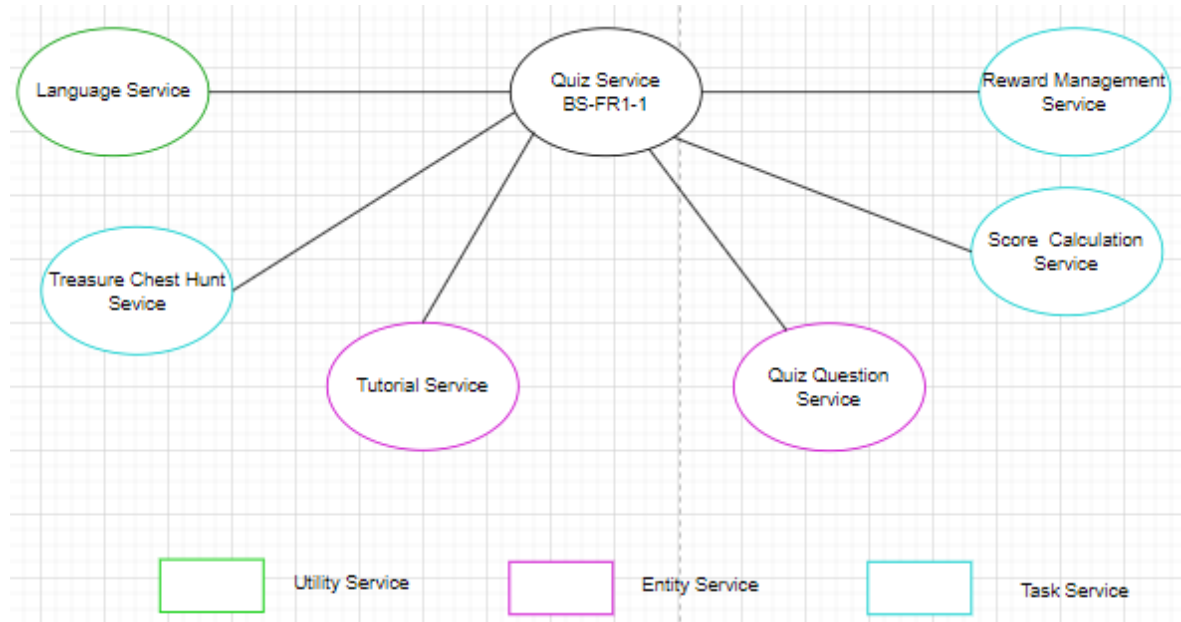 Language Service
Quiz Service
BS-FR1-1
Reward Management
Service
Treasure Chest Hunt
Sevice
Score Calculation
Service
Tutorial Service
Quiz Question
Service
Utility Service
Entity Service
Task Service